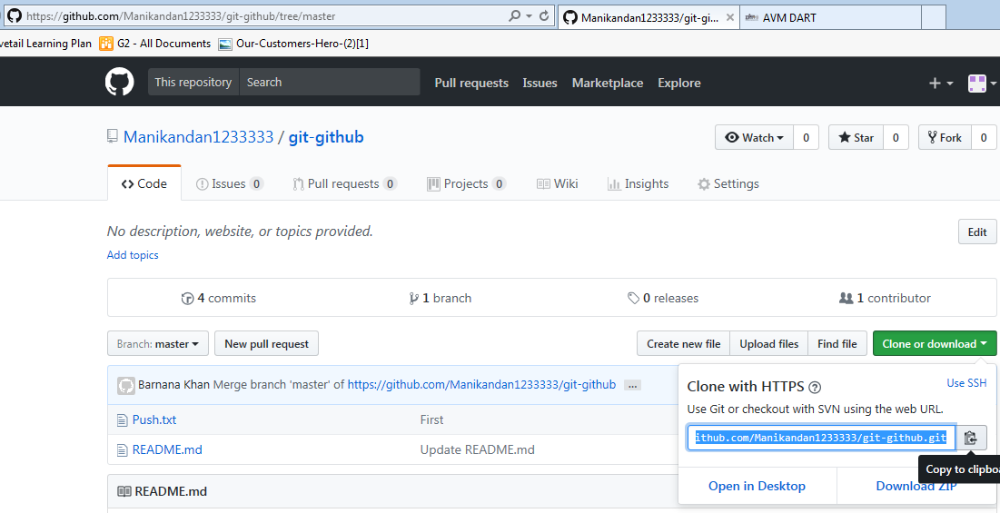 https://github.com/Manikandan1233333/git-github/tree/master
Manikandan1233333/git-gi...
AVM DART
vetail Learning Plan
G2 - All Documents
Our-Customers-Hero-(2)[1]
This repository
Search
Pull requests
Issues
Marketplace
Explore
Manikandan1233333 / git-github
Watch
0
Star
0
Fork
0
Code
Issues 0
Pull requests 0
Projects 0
Wiki
Insights
Settings
No description, website, or topics provided.
Edit
Add topics
4 commits
1 branch
0 releases
1 contributor
Branch: master
New pull request
Create new file
Upload files
Find file
Clone or download
Barnana Khan Merge branch 'master' of https://github.com/Manikandan1233333/git-github ...
Push.txt
First
README.md
Update README.md
README.md
Clone with HTTPS
Use SSH
Use Git or checkout with SVN using the web URL.
ithub.com/Manikandan1233333/git-github.git
Copy to clipboa
Open in Desktop
Download ZIP